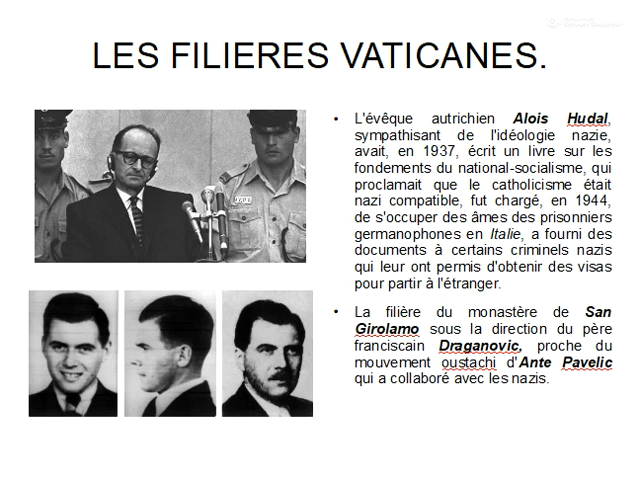 LES FILIERES VATICANES.
• L'évêque autrichien Alois Hudal,
sympathisant de l'idéologie nazie,
avait, en 1937, écrit un livre sur les
fondements du national-socialisme, qui
proclamait que le catholicisme était
nazi compatible, fut chargé, en 1944,
de s'occuper des âmes des prisonniers
germanophones en Italie, a fourni des
documents à certains criminels nazis
qui leur ont permis d'obtenir des visas
pour partir à l'étranger.
• La filière du monastère de San
Girolamo sous la direction du père
franciscain Draganovic, proche du
mouvement oustachi d'Ante Pavelic
qui a collaboré avec les nazis.